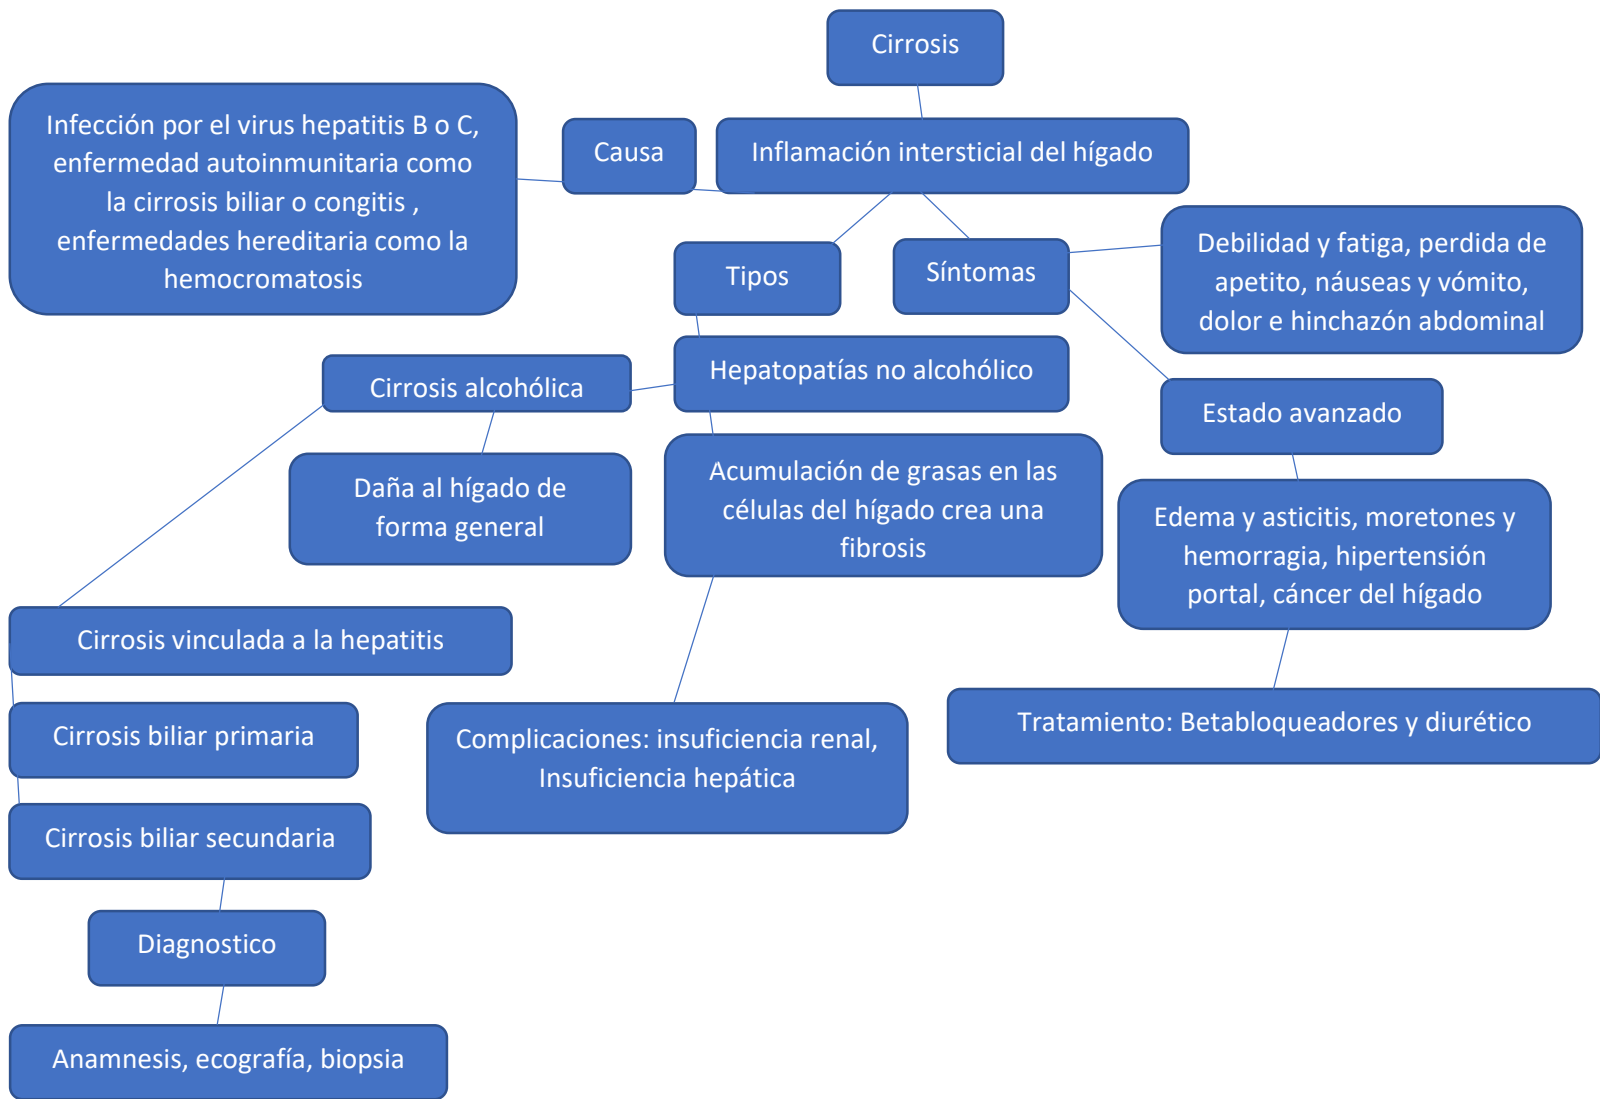 Cirrosis
Infección por el virus hepatitis B o C,
enfermedad autoinmunitaria como
la cirrosis biliar o congitis ,
enfermedades hereditaria como la
hemocromatosis
Causa
Inflamación intersticial del hígado
Tipos
Síntomas
Debilidad y fatiga, perdida de
apetito, náuseas y vómito,
dolor e hinchazón abdominal
Cirrosis alcohólica
Hepatopatías no alcohólico
Estado avanzado
Daña al hígado de
forma general
Acumulación de grasas en las
células del hígado crea una
fibrosis
Edema y asticitis, moretones y
hemorragia, hipertensión
portal, cáncer del hígado
Cirrosis vinculada a la hepatitis
Cirrosis biliar primaria
Complicaciones: insuficiencia renal,
Insuficiencia hepática
Tratamiento: Betabloqueadores y diurético
Cirrosis biliar secundaria
Diagnostico
Anamnesis, ecografía, biopsia